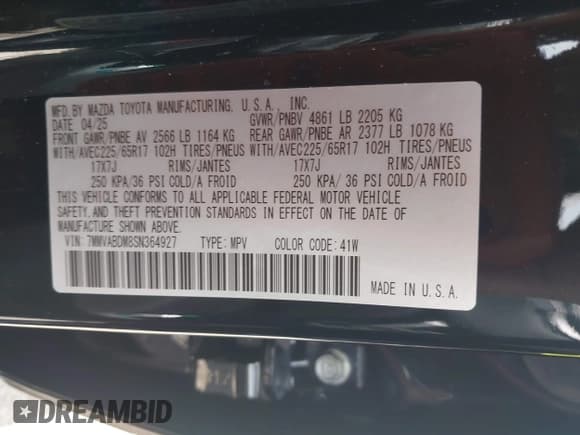 MFD. BY MAZDA TOYOTA MANUFACTURING. U.S.A., INC.
DATE 04/25 GVWR/PNBV 4861 LB 2205 KG
FRONT GAWR/PNBE AV 2566 LB 1164 KG REAR GAWR/PNBE AR 2377 LB 1078 KG
WITH/AVEC225/65R17 102H TIRES/PNEUS WITH/AVEC225/65R17 102H TIRES/PNEUS
17X7J RIMS/JANTES 17X7J RIMS/JANTES
250 KPA/36 PSI COLD/A FROID 250 KPA/36 PSI COLD/A FROID
THIS VEHICLE CONFORMS TO ALL APPLICABLE FEDERAL MOTOR VEHICLE
SAFETY.AND THEFT PREVENTION STANDARDS IN EFFECT ON THE DATE OF
MANUFACTURE SHOWN ABOVE.
VIN: 7MMVABDM8SN364927 TYPE: MPV COLOR CODE: 41W
MADE IN U.S.A.
DREAMBID